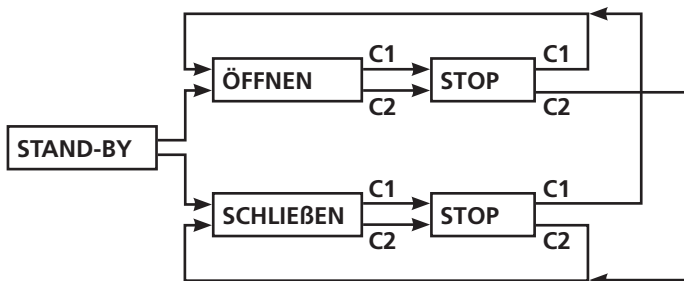 C1 C1
ÖFFNEN STOP
C2 C2
STAND-BY
C1 C1
SCHLIEßEN STOP
C2 C2